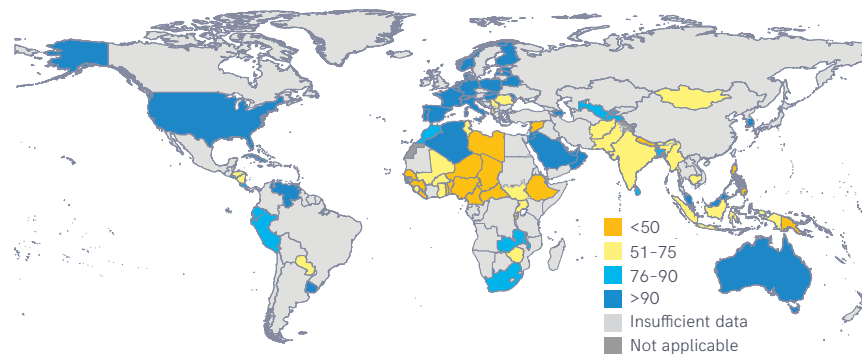 <50
51–75
76–90
>90
Insufficient data
Not applicable